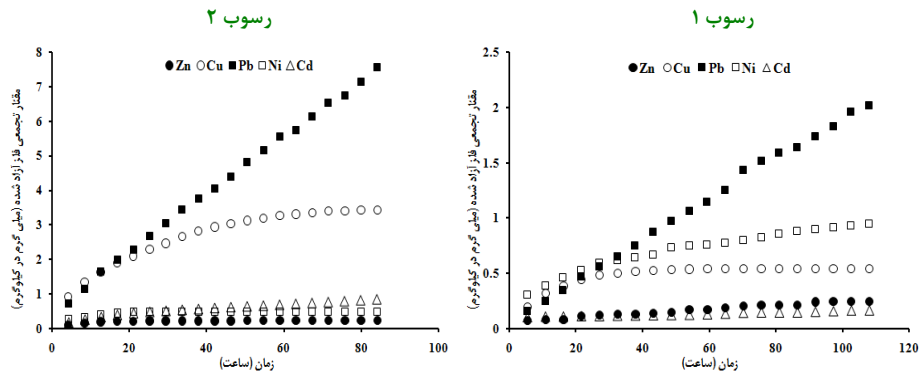 رسوب ۲
رسوب ۱
●Zn ○Cu ■Pb □Ni △Cd
مقدار تجمعی فلز آزاد شده (میلی گرم در کیلوگرم)
8
7
6
5
4
3
2
1
0
0 20 40 60 80 100
زمان (ساعت)
●Zn ○Cu ■Pb □Ni △Cd
مقدار تجمعی فلز آزاد شده (میلی گرم در کیلوگرم)
2.5
2
1.5
1
0.5
0
0 20 40 60 80 100 120
زمان (ساعت)